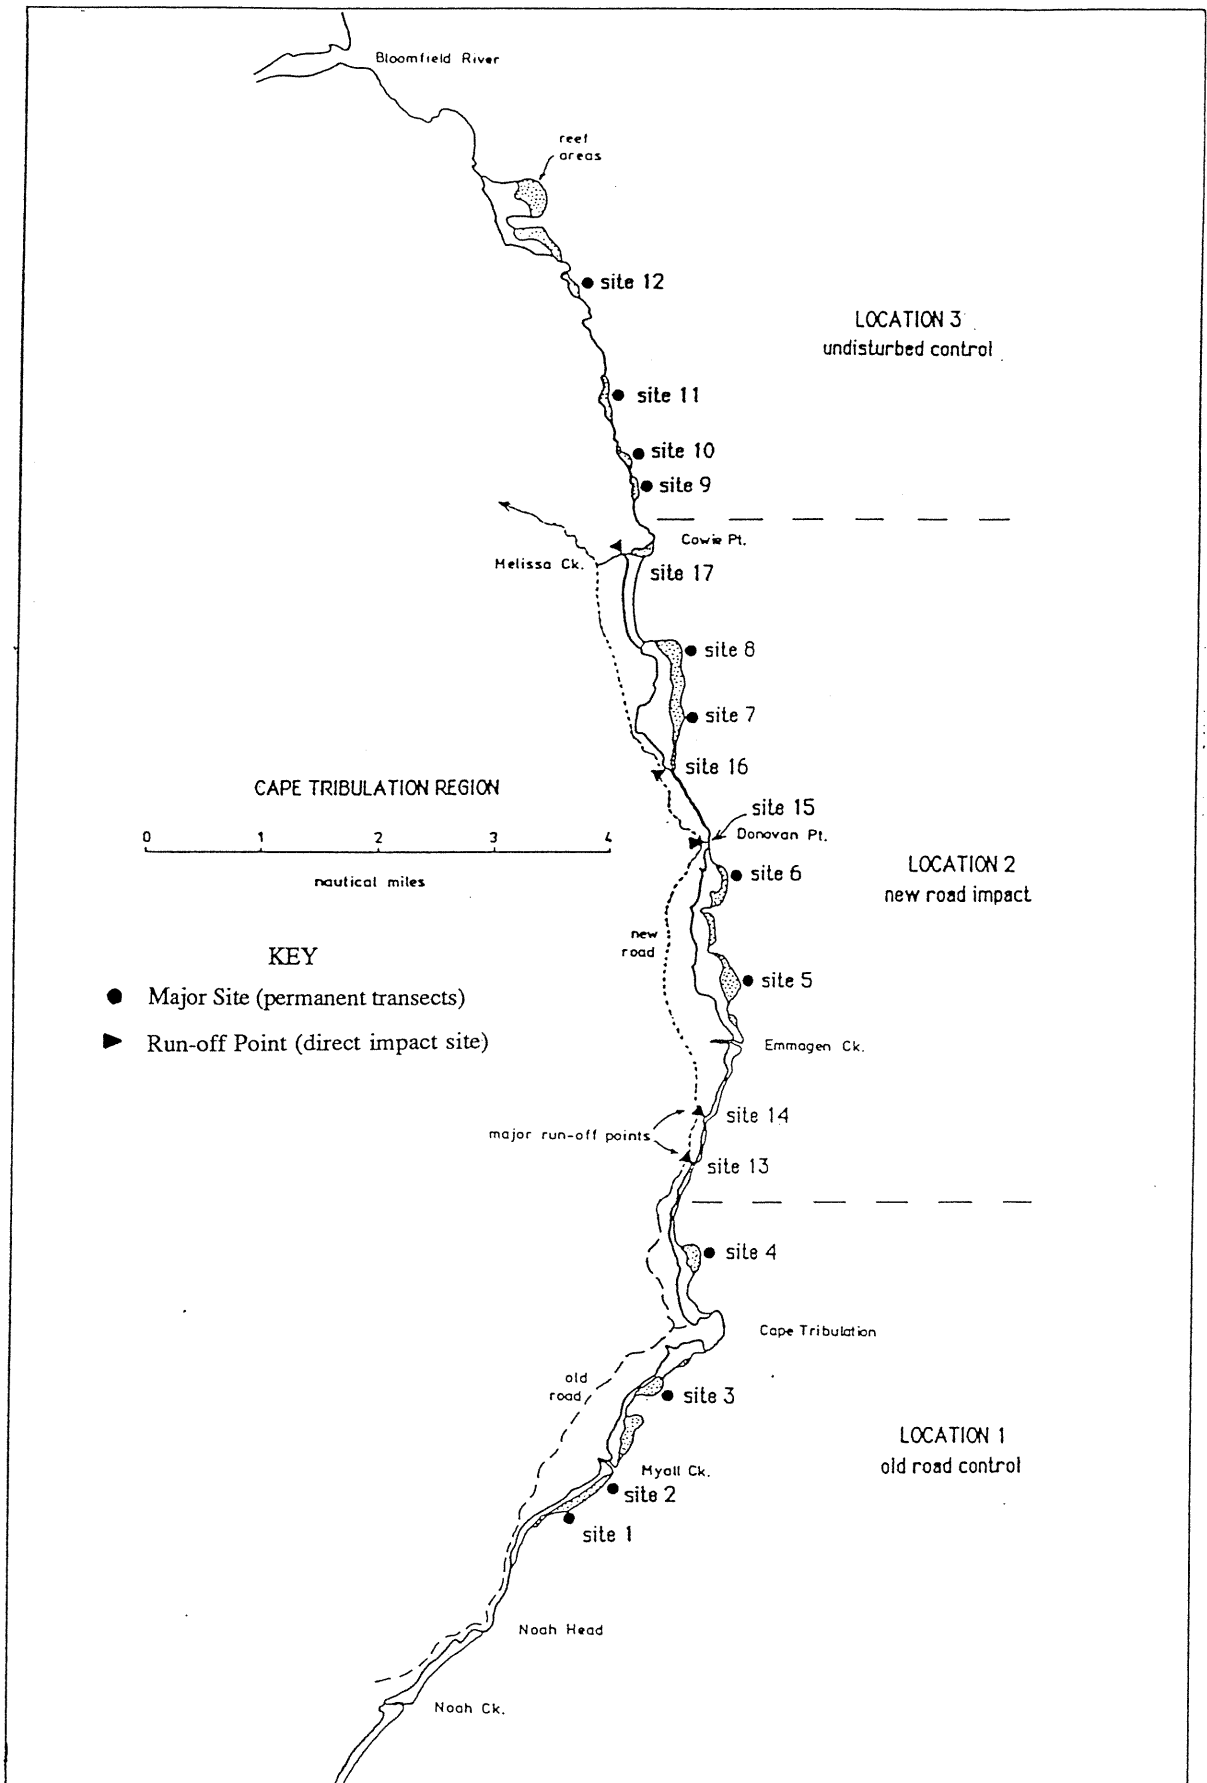 Bloomfield River
reef
areas
site 12
LOCATION 3
undisturbed control
site 11
site 10
site 9
Cowie Pt.
Melissa Ck.
site 17
site 8
site 7
site 16
CAPE TRIBULATION REGION
site 15
0 1 2 3 4
Donovan Pt.
nautical miles
LOCATION 2
new road impact
site 6
new
road
KEY
site 5
Major Site (permanent transects)
Run-off Point (direct impact site)
Emmagen Ck.
site 14
major run-off points
site 13
site 4
Cape Tribulation
old
road
site 3
LOCATION 1
old road control
Myall Ck.
site 2
site 1
Noah Head
Noah Ck.